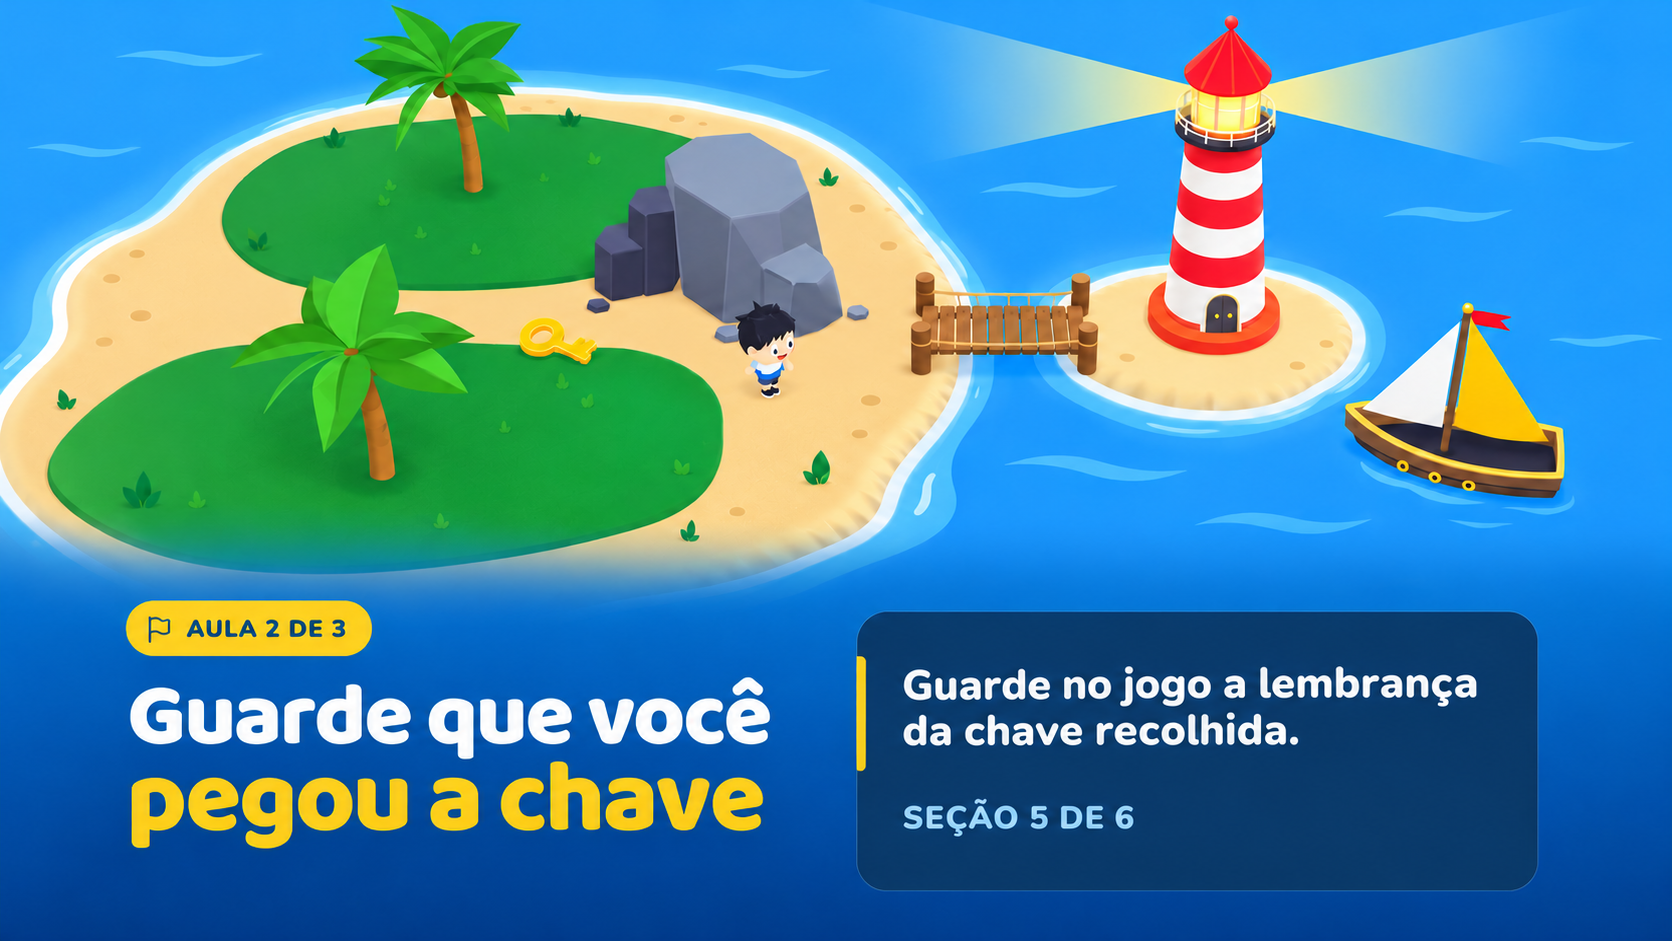 AULA 2 DE 3
Guarde que você
pegou a chave
Guarde no jogo a lembrança
da chave recolhida.
SEÇÃO 5 DE 6